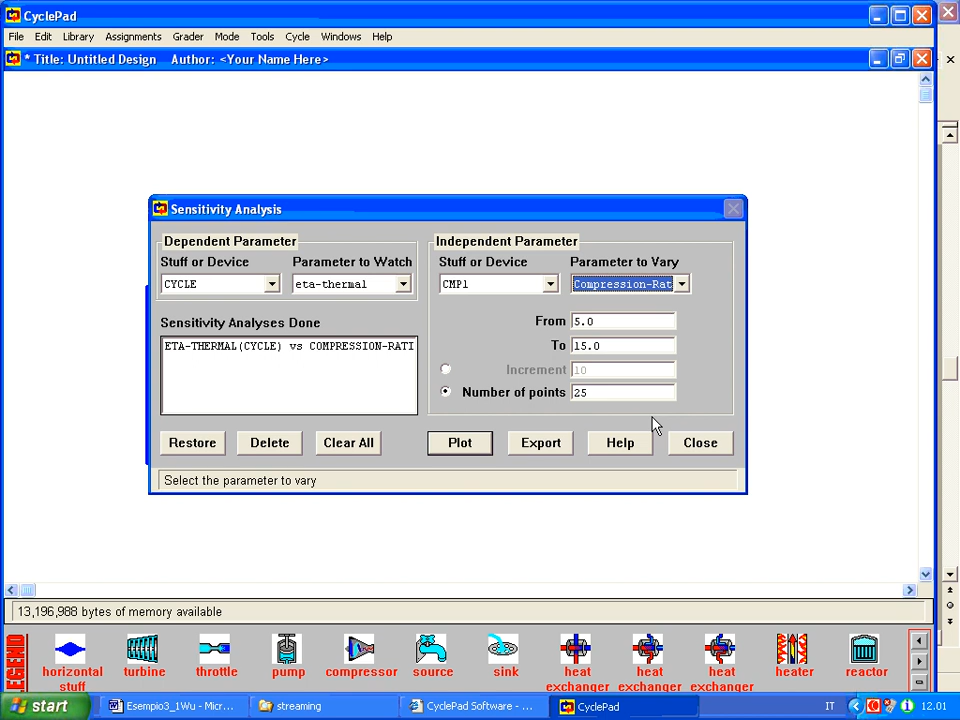 CyclePad
File Edit Library Assignments Grader Mode Tools Cycle Windows Help
* Title: Untitled Design Author: <Your Name Here>
Sensitivity Analysis
Dependent Parameter
Independent Parameter
Stuff or Device Parameter to Watch
Stuff or Device Parameter to Vary
CYCLE eta-thermal
CMP1 Compression-Rat
Sensitivity Analyses Done
ETA-THERMAL(CYCLE) vs COMPRESSION-RATI
From 5.0
To 15.0
Increment 10
Number of points 25
Restore Delete Clear All Plot Export Help Close
Select the parameter to vary
13,196,988 bytes of memory available
LEGEND
horizontal stuff
turbine
throttle
pump
compressor
source
sink
heat exchanger
heat exchanger
heat exchanger
heater
reactor
start Esempio3_1Wu - Micr... streaming CyclePad Software - ... CyclePad IT 12.01